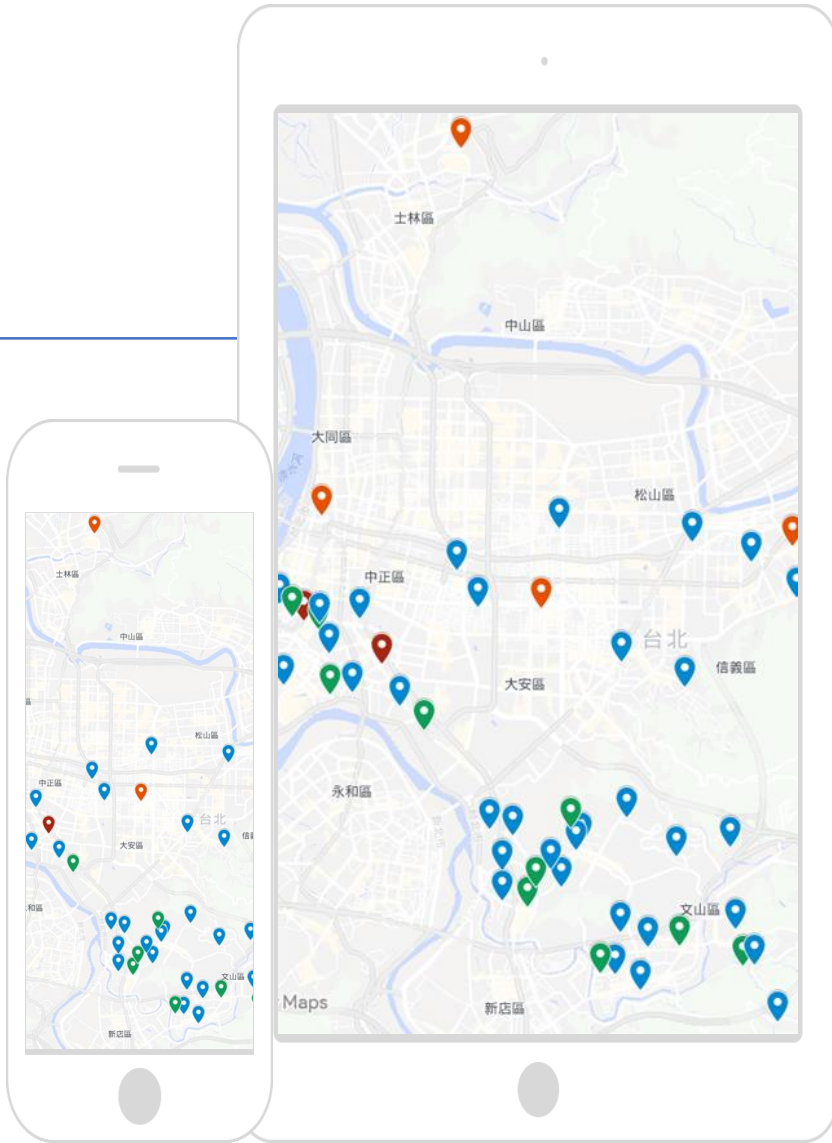 士林區
中山區
大同區
松山區
中正區
台北
信義區
大安區
永和區
文山區
Maps
新店區
士林區
中山區
松山區
中正區
台北
大安區
和區
文山區
新店區